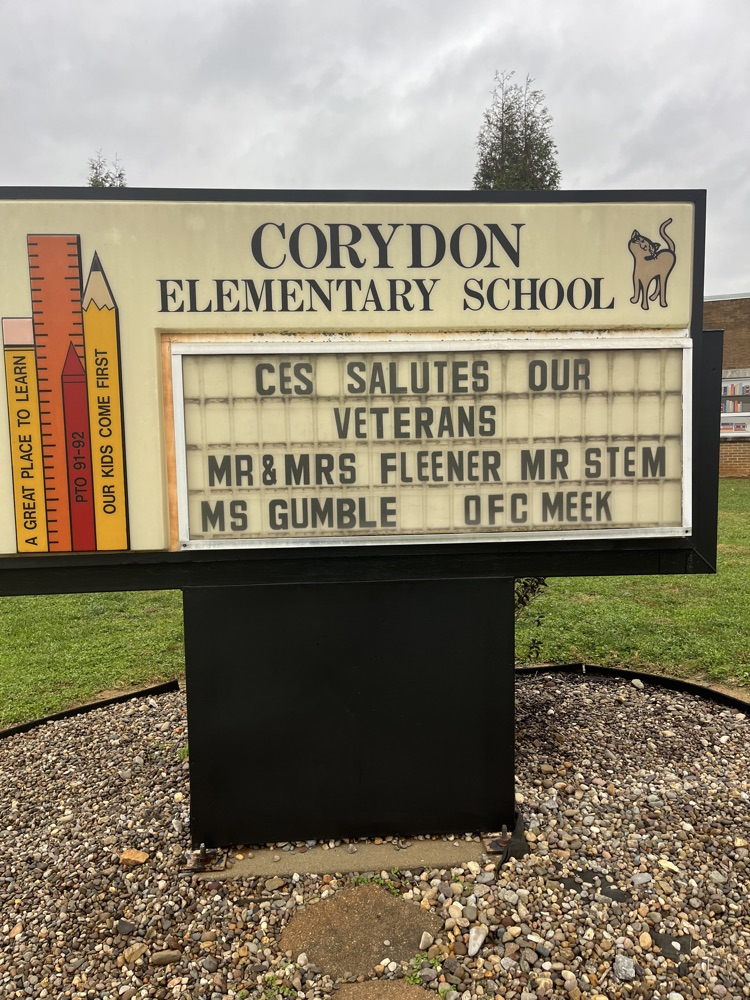 CORYDON
ELEMENTARY SCHOOL
A GREAT PLACE TO LEARN
PTO 91-92
OUR KIDS COME FIRST
CES SALUTES OUR
VETERANS
MR&MRS FLEENER MR STEM
MS GUMBLE OFC MEEK